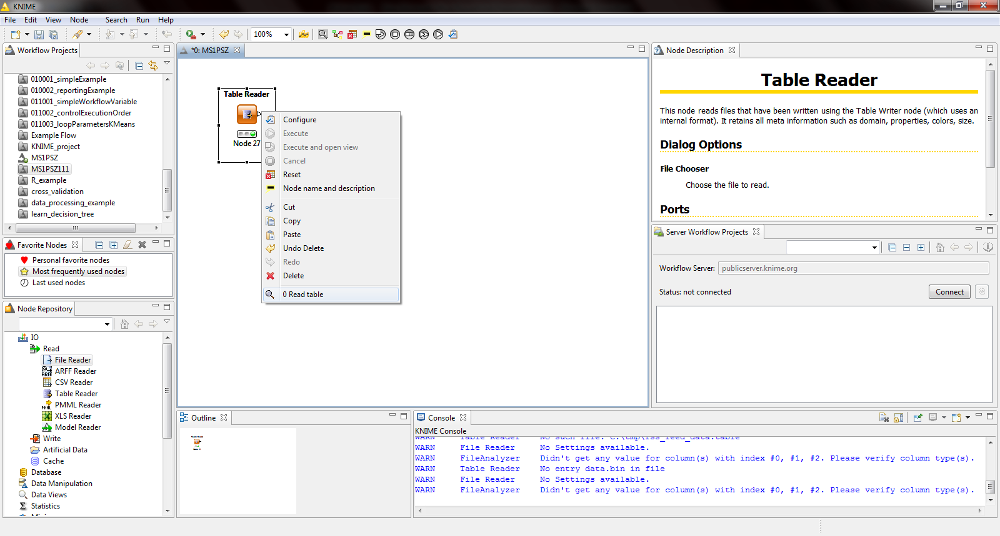 KNIME
File Edit View Node Search Run Help
100%
Workflow Projects
010001_simpleExample
010002_reportingExample
011001_simpleWorkflowVariable
011002_controlExecutionOrder
011003_loopParametersKMeans
Example Flow
KNIME_project
MS1PSZ
MS1PSZ111
R_example
cross_validation
data_processing_example
learn_decision_tree
Favorite Nodes
Personal favorite nodes
Most frequently used nodes
Last used nodes
Node Repository
IO
Read
File Reader
ARFF Reader
CSV Reader
Table Reader
PMML Reader
XLS Reader
Model Reader
Write
Artificial Data
Cache
Database
Data Manipulation
Data Views
Statistics
*0: MS1PSZ
Table Reader
Node 27
Configure
Execute
Execute and open view
Cancel
Reset
Node name and description
Cut
Copy
Paste
Undo Delete
Redo
Delete
0 Read table
Node Description
Table Reader
This node reads files that have been written using the Table Writer node (which uses an
internal format). It retains all meta information such as domain, properties, colors, size.
Dialog Options
File Chooser
Choose the file to read.
Ports
Server Workflow Projects
Workflow Server: publicserver.knime.org
Status: not connected
Connect
Outline
Console
KNIME Console
WARN Table Reader No such file: C:\tmp\rss_feed_data.table
WARN File Reader No Settings available.
WARN FileAnalyzer Didn't get any value for column(s) with index #0, #1, #2. Please verify column type(s).
WARN Table Reader No entry data.bin in file
WARN File Reader No Settings available.
WARN FileAnalyzer Didn't get any value for column(s) with index #0, #1, #2. Please verify column type(s).